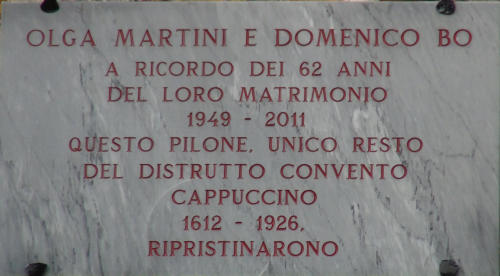 OLGA MARTINI E DOMENICO BO
A RICORDO DEI 62 ANNI
DEL LORO MATRIMONIO
1949 - 2011
QUESTO PILONE, UNICO RESTO
DEL DISTRUTTO CONVENTO
CAPPUCCINO
1612 - 1926,
RIPRISTINARONO